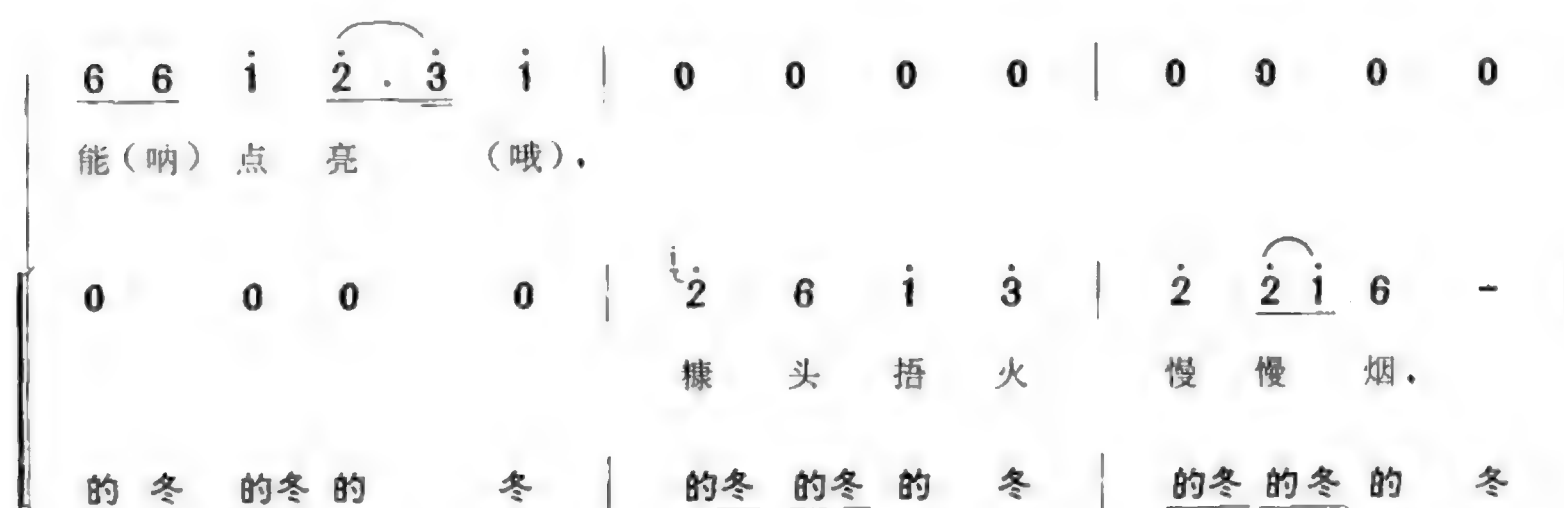 6 6 i̇ 2̇ . 3̇ i̇ | 0 0 0 0 | 0 0 0 0
能（呐）点 亮 （哦）.
0 0 0 0 | i̇ 2̇ 6 i̇ 3̇ | 2̇ 2̇ i̇ 6 -
糠 头 捂 火 慢 慢 烟.
的 冬 的冬 的 冬 | 的冬 的冬 的 冬 | 的冬 的冬 的 冬